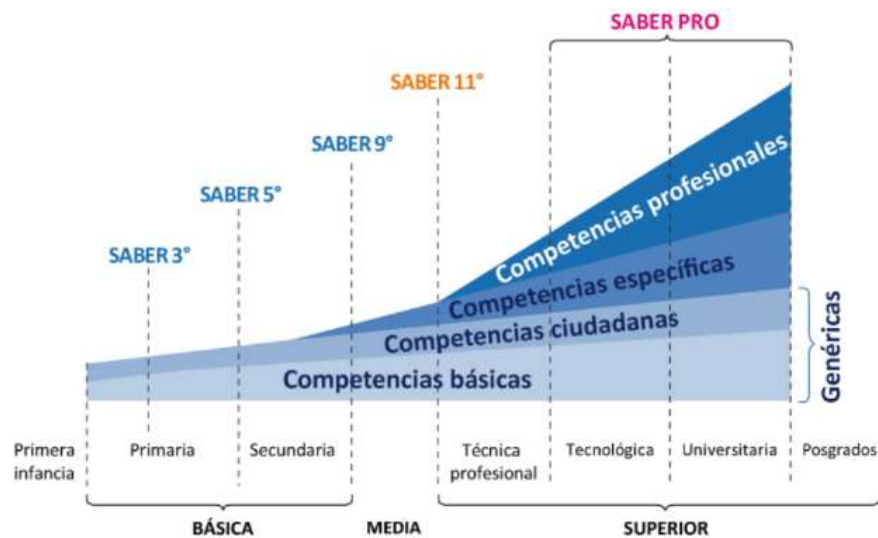 SABER PRO
SABER 11°
SABER 9°
SABER 5°
SABER 3°
Competencias profesionales
Competencias específicas
Competencias ciudadanas
Competencias básicas
Genéricas
Primera
infancia
Primaria
Secundaria
Técnica
profesional
Tecnológica
Universitaria
Posgrados
BÁSICA
MEDIA
SUPERIOR